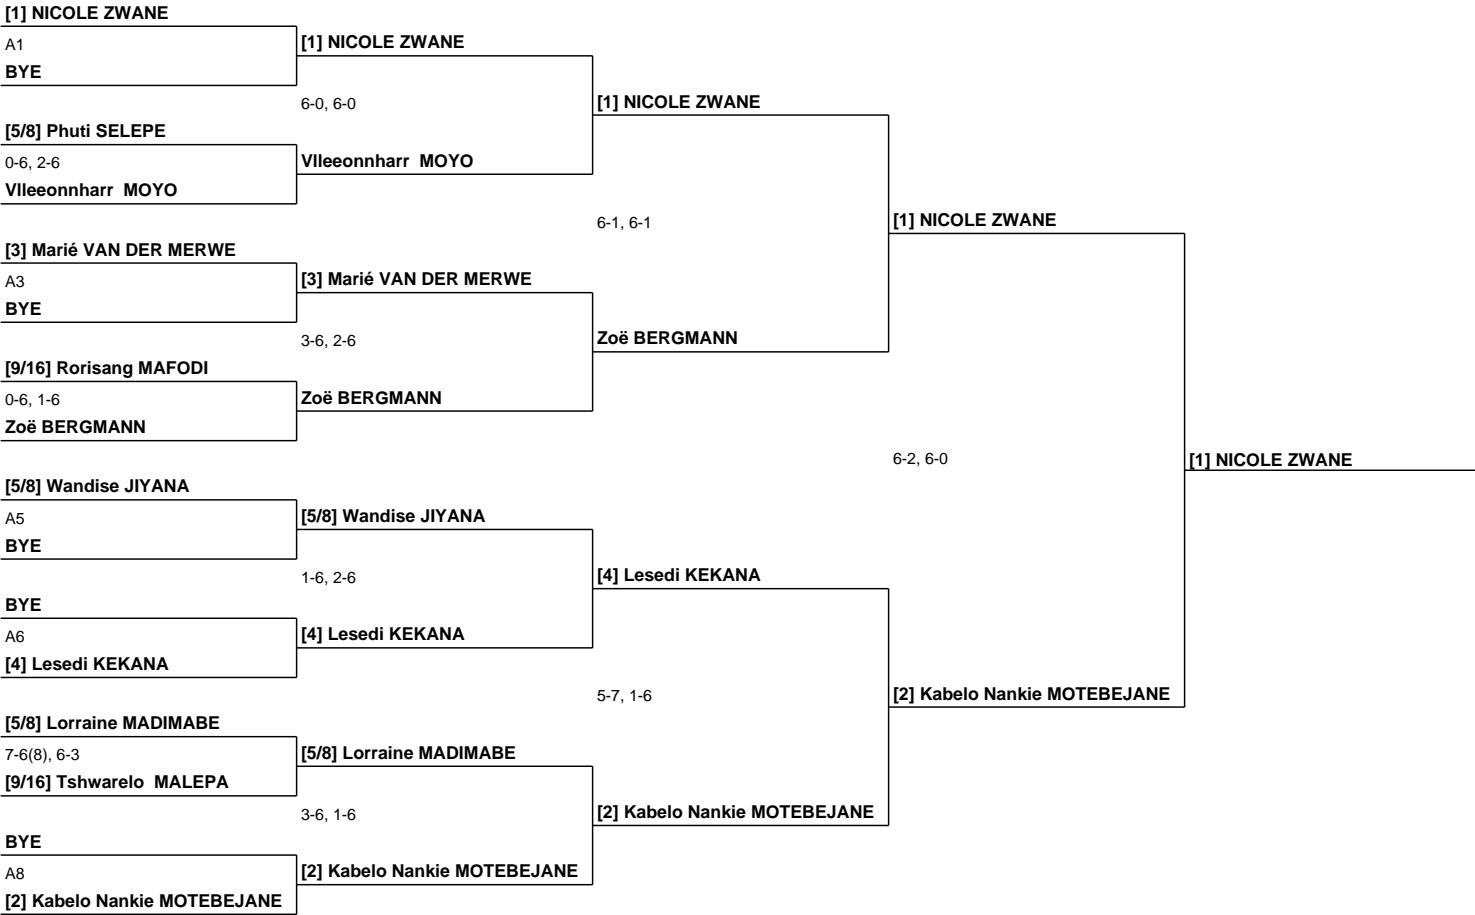 [1] NICOLE ZWANE
A1
BYE
[5/8] Phuti SELEPE
0-6, 2-6
Vlleeonnharr  MOYO
[3] Marié VAN DER MERWE
A3
BYE
[9/16] Rorisang MAFODI
0-6, 1-6
Zoë BERGMANN
[5/8] Wandise JIYANA
A5
BYE
BYE
A6
[4] Lesedi KEKANA
[5/8] Lorraine MADIMABE
7-6(8), 6-3
[9/16] Tshwarelo  MALEPA
BYE
A8
[2] Kabelo Nankie MOTEBEJANE
[1] NICOLE ZWANE
6-0, 6-0
Vlleeonnharr  MOYO
[3] Marié VAN DER MERWE
3-6, 2-6
Zoë BERGMANN
[5/8] Wandise JIYANA
1-6, 2-6
[4] Lesedi KEKANA
[5/8] Lorraine MADIMABE
3-6, 1-6
[2] Kabelo Nankie MOTEBEJANE
[1] NICOLE ZWANE
6-1, 6-1
Zoë BERGMANN
[4] Lesedi KEKANA
5-7, 1-6
[2] Kabelo Nankie MOTEBEJANE
[1] NICOLE ZWANE
6-2, 6-0
[2] Kabelo Nankie MOTEBEJANE
[1] NICOLE ZWANE